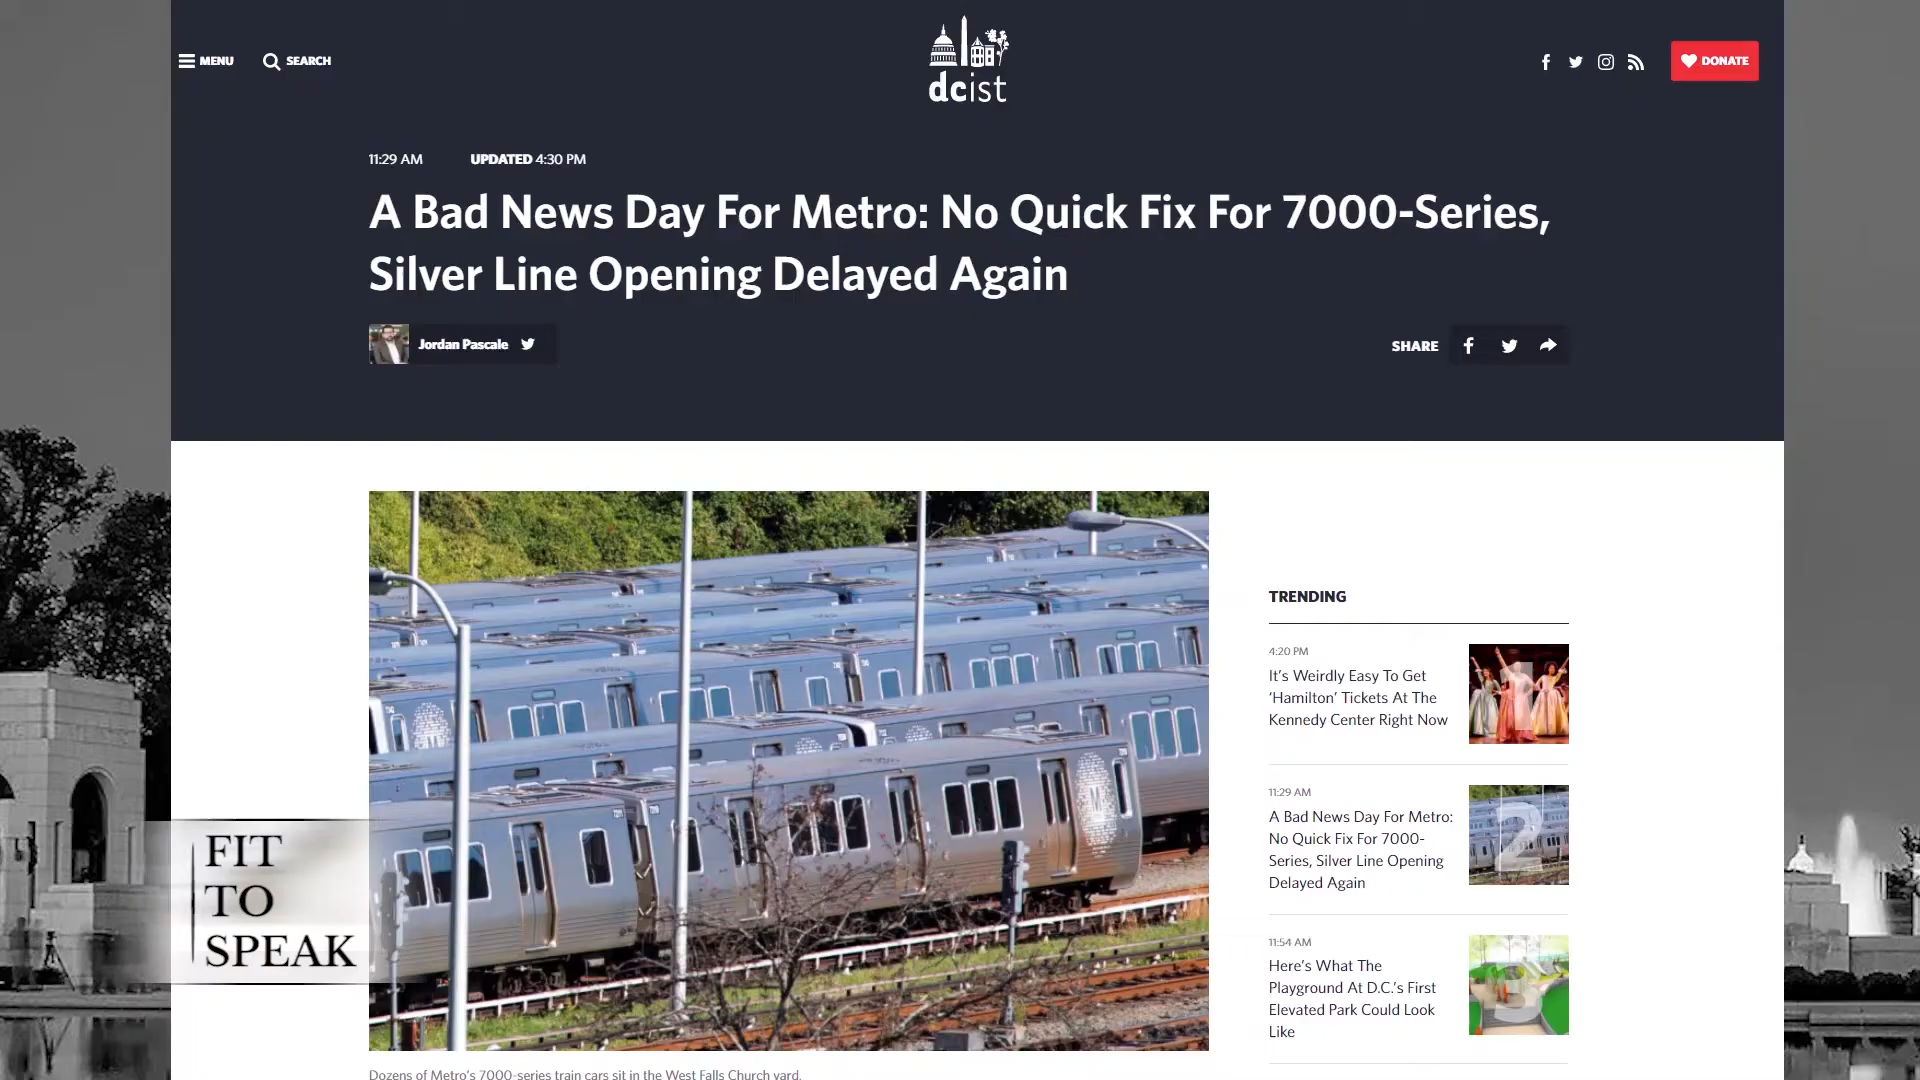 MENU
SEARCH
dcist
DONATE
11:29 AM UPDATED 4:30 PM
A Bad News Day For Metro: No Quick Fix For 7000-Series,
Silver Line Opening Delayed Again
Jordan Pascale
SHARE
TRENDING
4:20 PM
It's Weirdly Easy To Get
'Hamilton' Tickets At The
Kennedy Center Right Now
1
11:29 AM
A Bad News Day For Metro:
No Quick Fix For 7000-
Series, Silver Line Opening
Delayed Again
2
11:54 AM
Here's What The
Playground At D.C.'s First
Elevated Park Could Look
Like
3
FIT
TO
SPEAK
Dozens of Metro's 7000-series train cars sit in the West Falls Church yard.